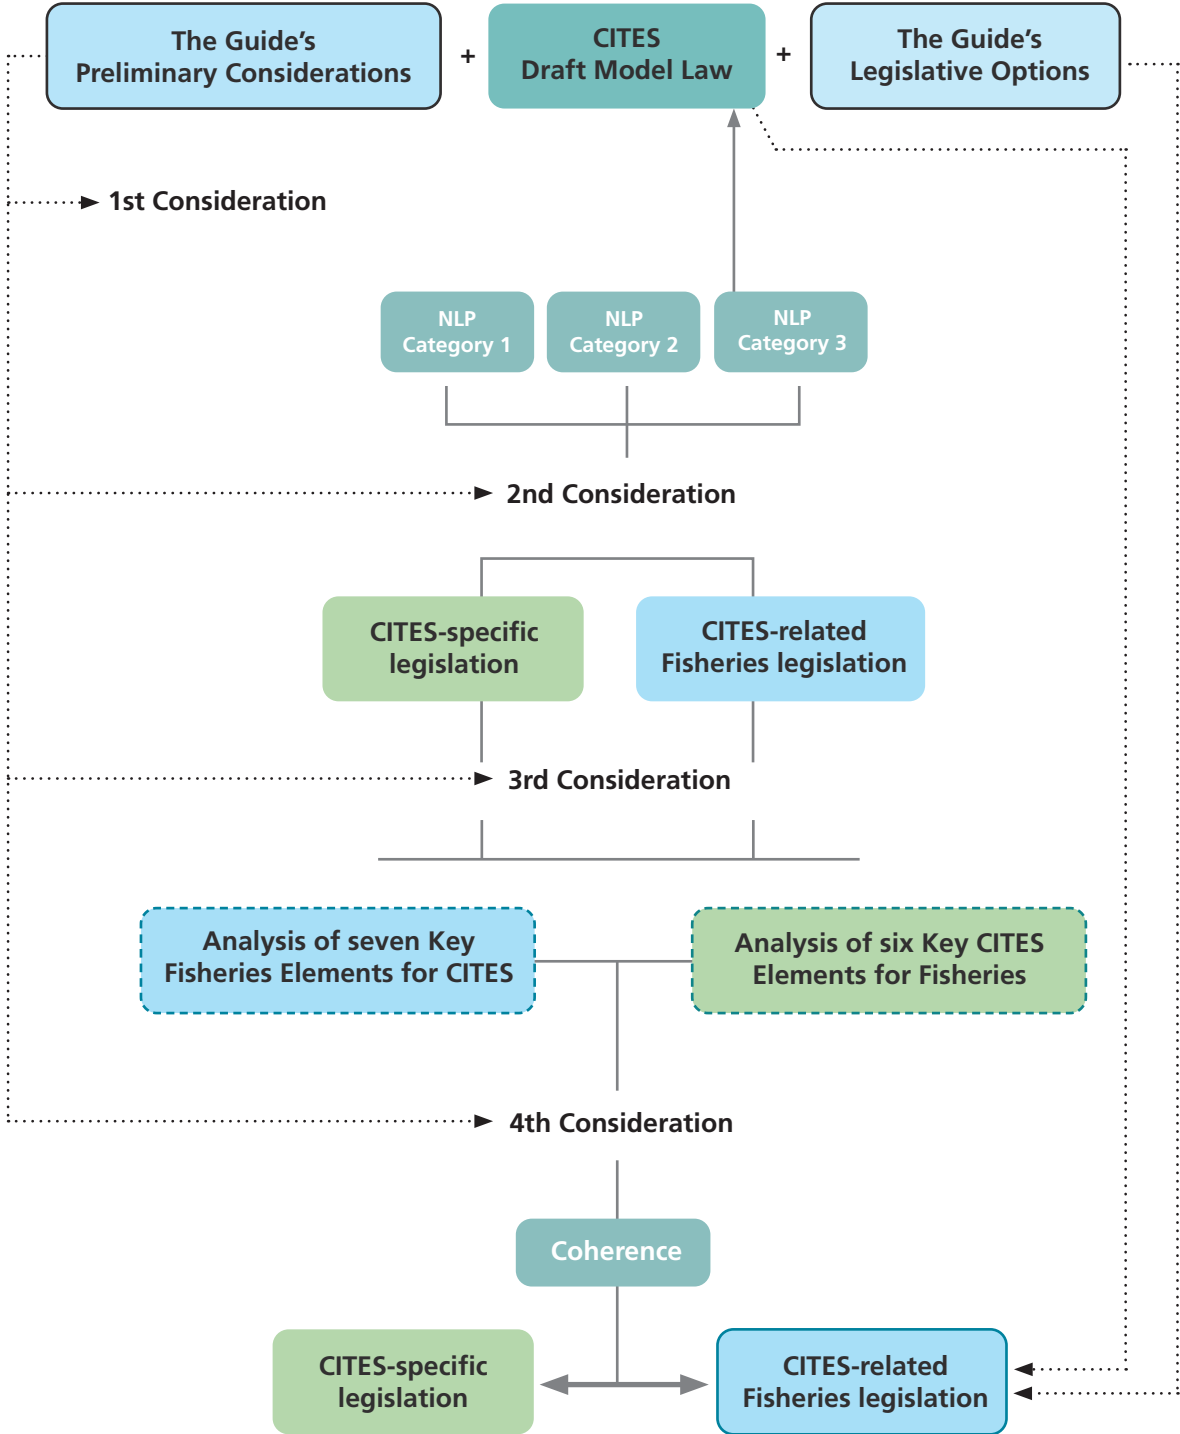 The Guide's
Preliminary Considerations
+
CITES
Draft Model Law
+
The Guide's
Legislative Options
1st Consideration
NLP
Category 1
NLP
Category 2
NLP
Category 3
2nd Consideration
CITES-specific
legislation
CITES-related
Fisheries legislation
3rd Consideration
Analysis of seven Key
Fisheries Elements for CITES
Analysis of six Key CITES
Elements for Fisheries
4th Consideration
Coherence
CITES-specific
legislation
CITES-related
Fisheries legislation